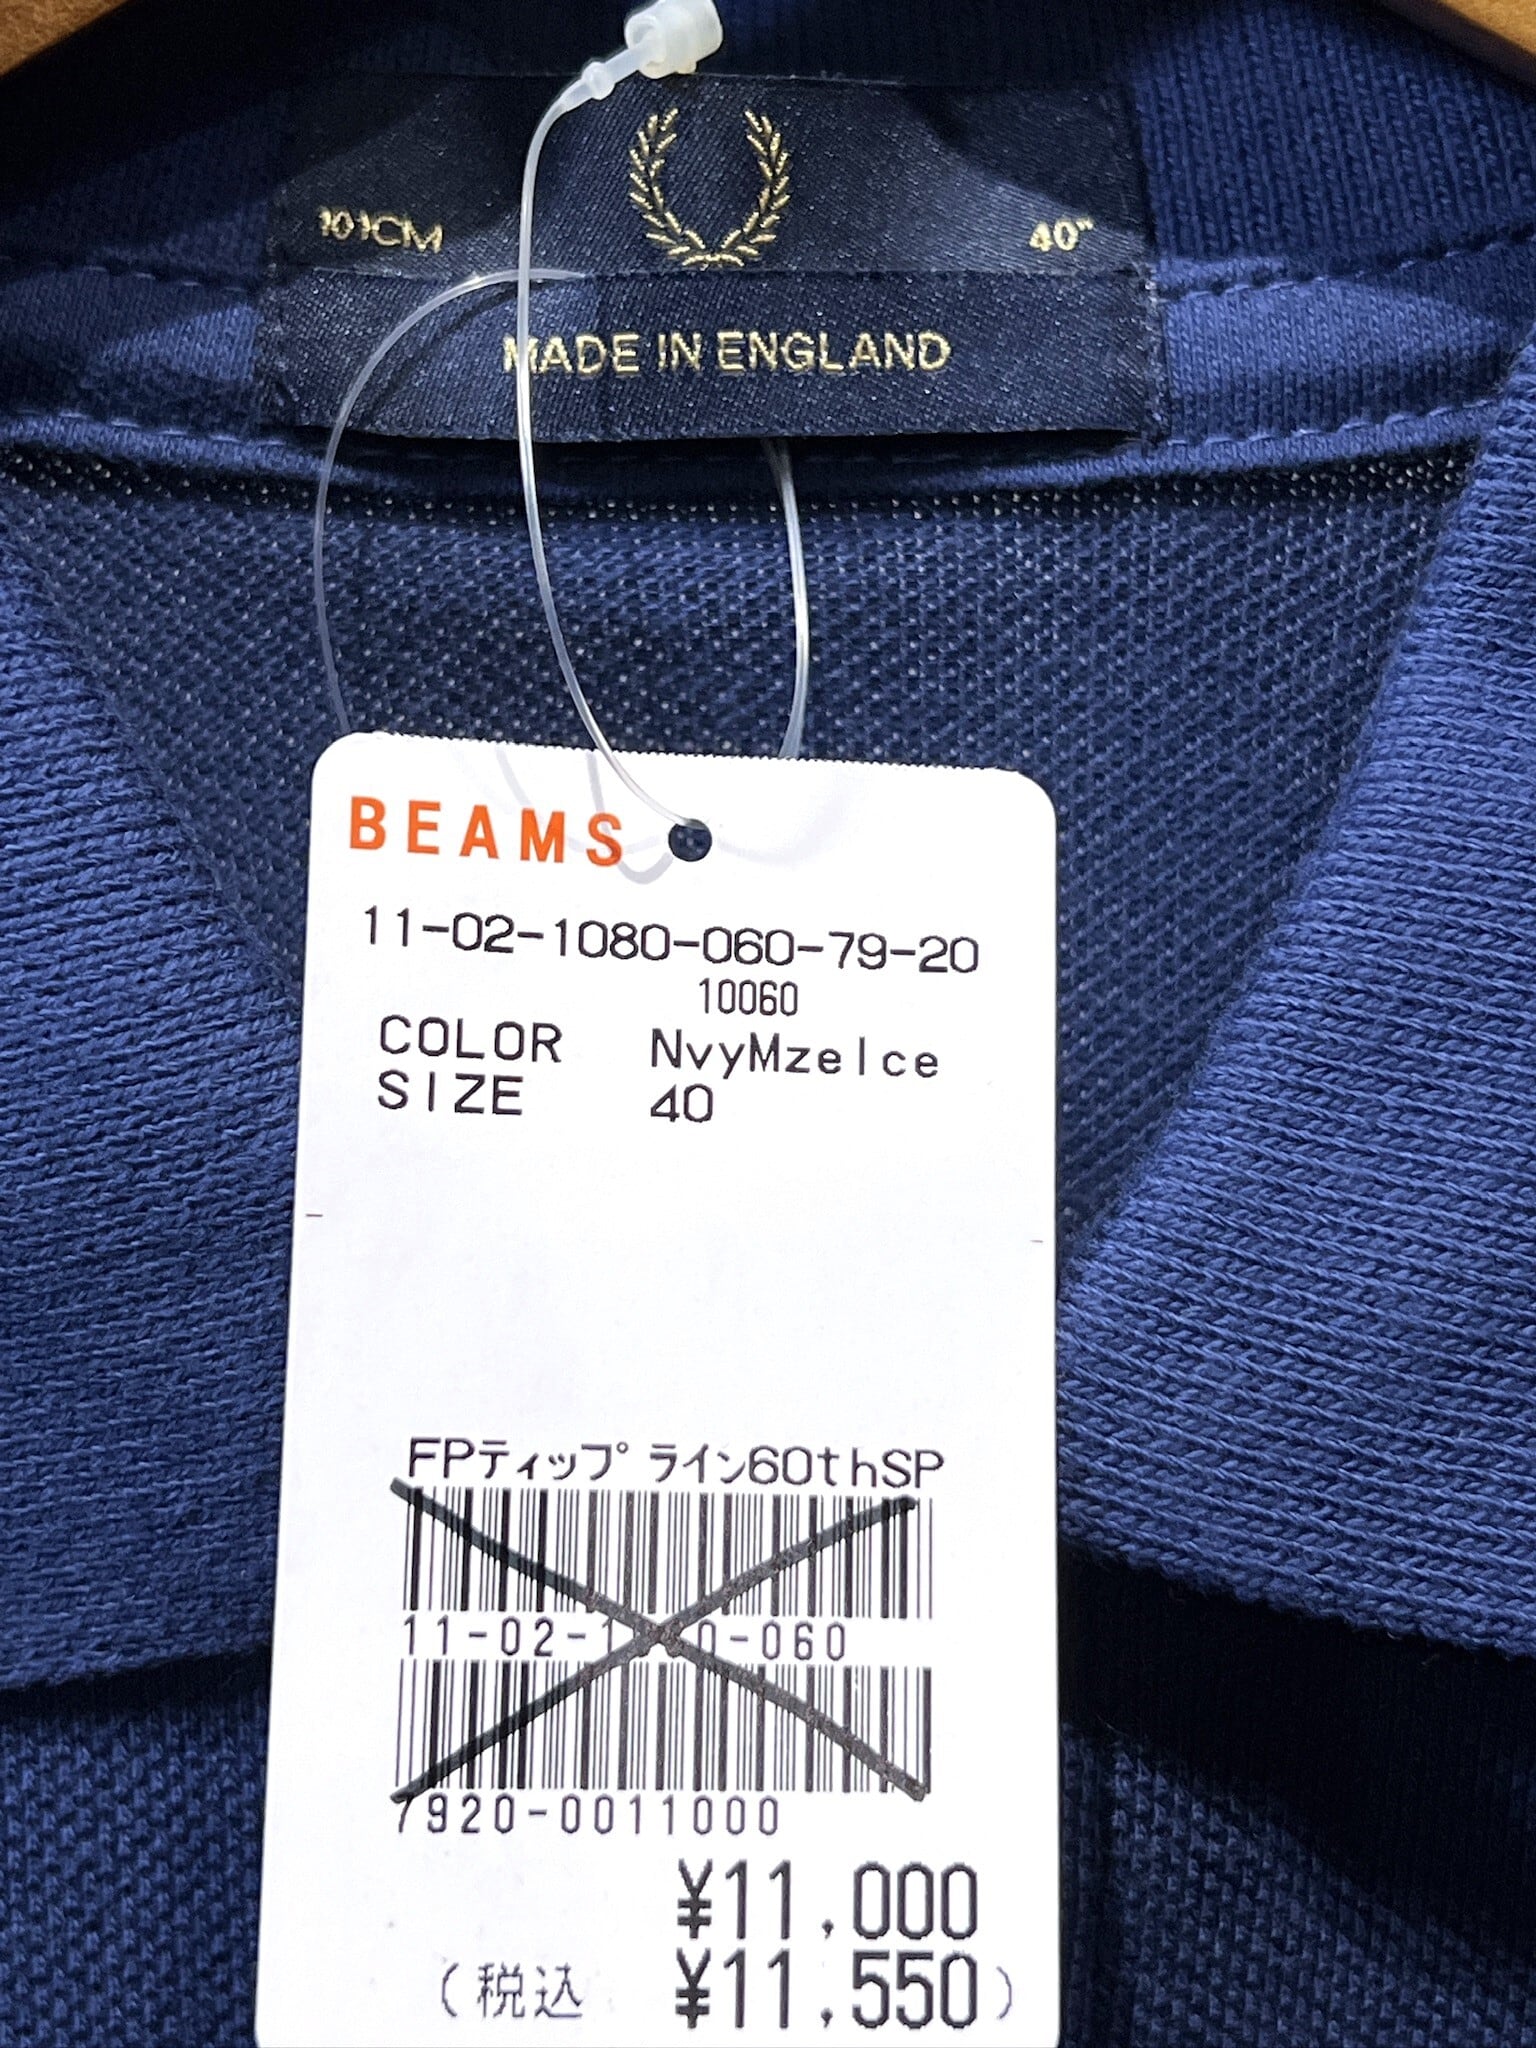 101CM 40"
MADE IN ENGLAND
BEAMS
11-02-1080-060-79-20
10060
COLOR NvyMzeIce
SIZE 40
FPティップ ライン60thSP
11-02-1080-060
7920-0011000
¥11,000
(税込 ¥11,550)